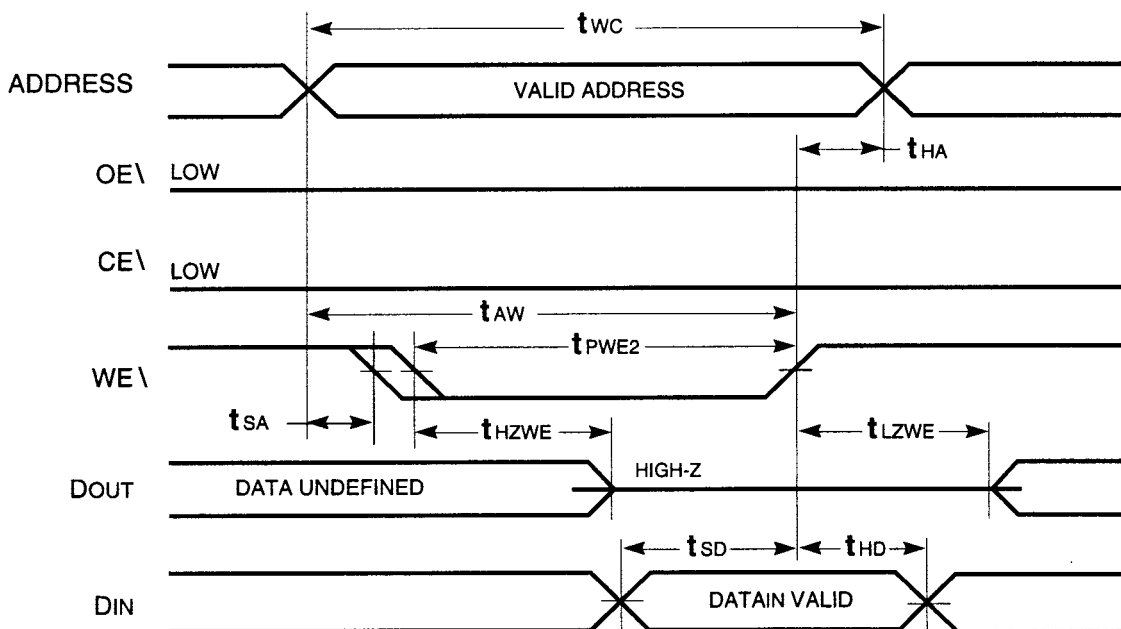 tWC
ADDRESS VALID ADDRESS
tHA
OE\ LOW
CE\ LOW
tAW
tPWE2
WE\
tSA tHZWE tLZWE
DOUT DATA UNDEFINED HIGH-Z
tSD tHD
DIN DATAIN VALID